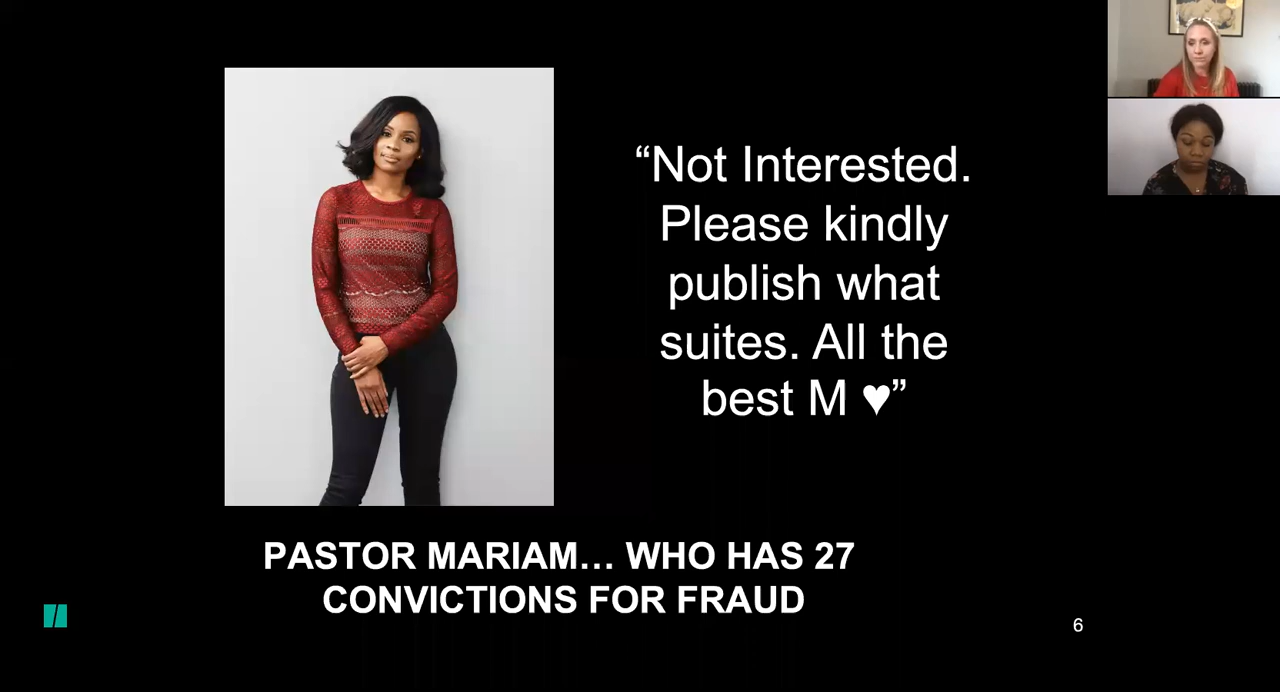 “Not Interested.
Please kindly
publish what
suites. All the
best M ♥”
PASTOR MARIAM... WHO HAS 27
CONVICTIONS FOR FRAUD
6